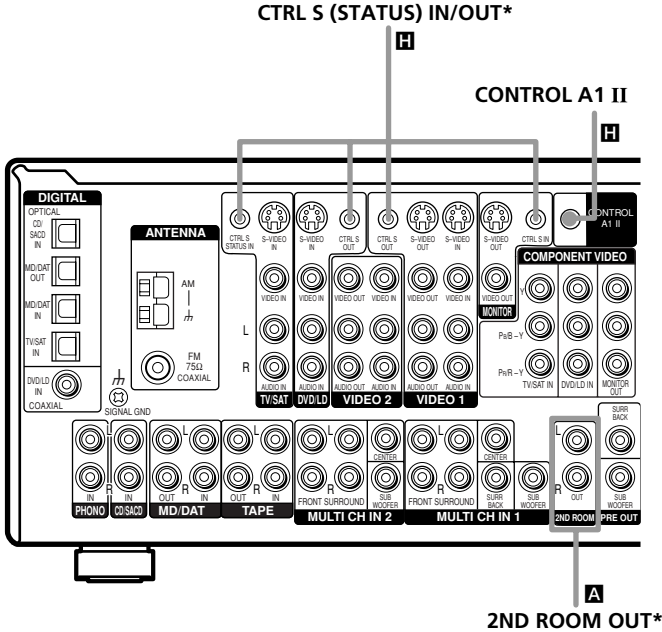 CTRL S (STATUS) IN/OUT*
H
CONTROL A1 II
H
DIGITAL
OPTICAL
CD/
SACD
IN
MD/DAT
OUT
MD/DAT
IN
TV/SAT
IN
DVD/LD
IN
COAXIAL
ANTENNA
AM
FM
75Ω
COAXIAL
SIGNAL GND
CTRL S
STATUS IN
S-VIDEO
IN
S-VIDEO
IN
CTRL S
OUT
CTRL S
OUT
S-VIDEO
OUT
S-VIDEO
IN
S-VIDEO
OUT
CTRL S IN
CONTROL
A1 II
VIDEO IN
VIDEO IN
VIDEO OUT
VIDEO IN
VIDEO OUT
VIDEO IN
VIDEO OUT
MONITOR
L
R
AUDIO IN
AUDIO IN
AUDIO OUT
AUDIO IN
AUDIO OUT
AUDIO IN
TV/SAT
DVD/LD
VIDEO 2
VIDEO 1
COMPONENT VIDEO
Y
PB/B–Y
PR/R–Y
TV/SAT IN
DVD/LD IN
MONITOR
OUT
L
R
IN
IN
PHONO
CD/SACD
L
R
OUT
IN
MD/DAT
L
R
OUT
IN
TAPE
L
R
FRONT
SURROUND
CENTER
SUB
WOOFER
MULTI CH IN 2
L
R
FRONT
SURROUND
CENTER
SURR
BACK
SUB
WOOFER
MULTI CH IN 1
L
R
OUT
2ND ROOM
SURR
BACK
SUB
WOOFER
PRE OUT
A
2ND ROOM OUT*